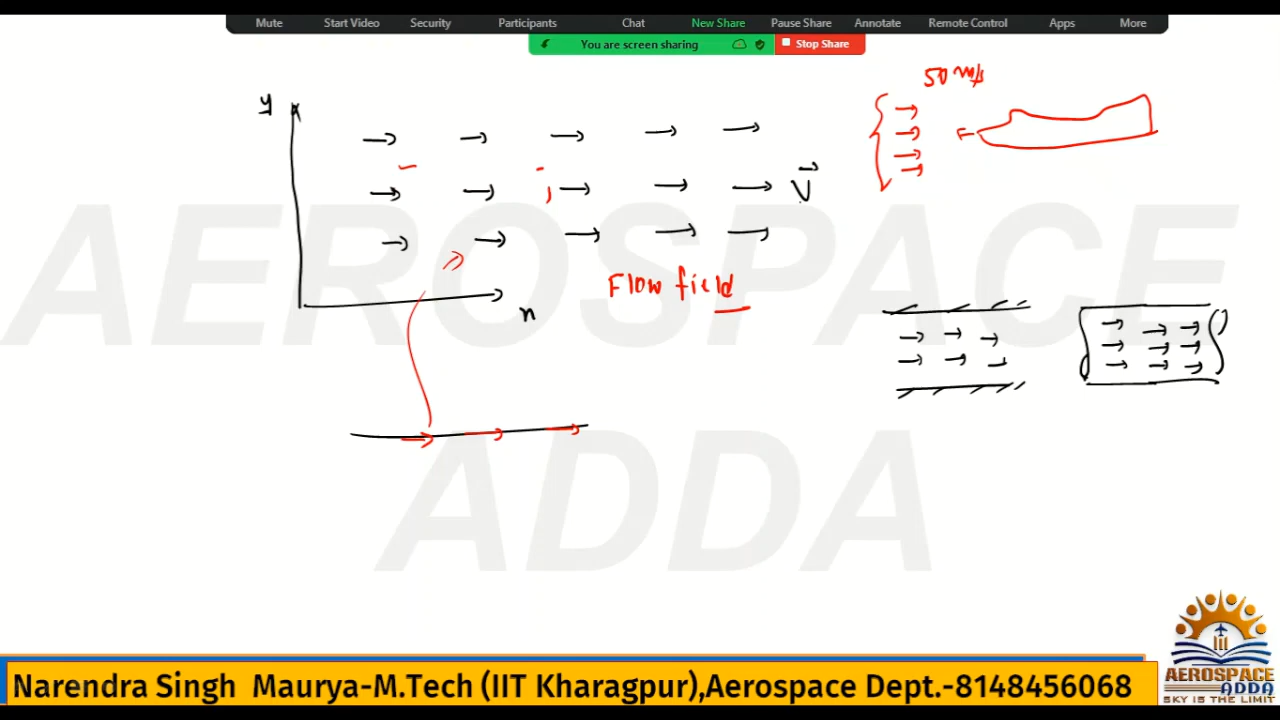 Mute Start Video Security Participants Chat New Share Pause Share Annotate Remote Control Apps More
You are screen sharing Stop Share
50 m/s
y
V
Flow field
x
AEROSPACE
ADDA
Narendra Singh Maurya-M.Tech (IIT Kharagpur),Aerospace Dept.-8148456068
AEROSPACE
ADDA
SKY IS THE LIMIT